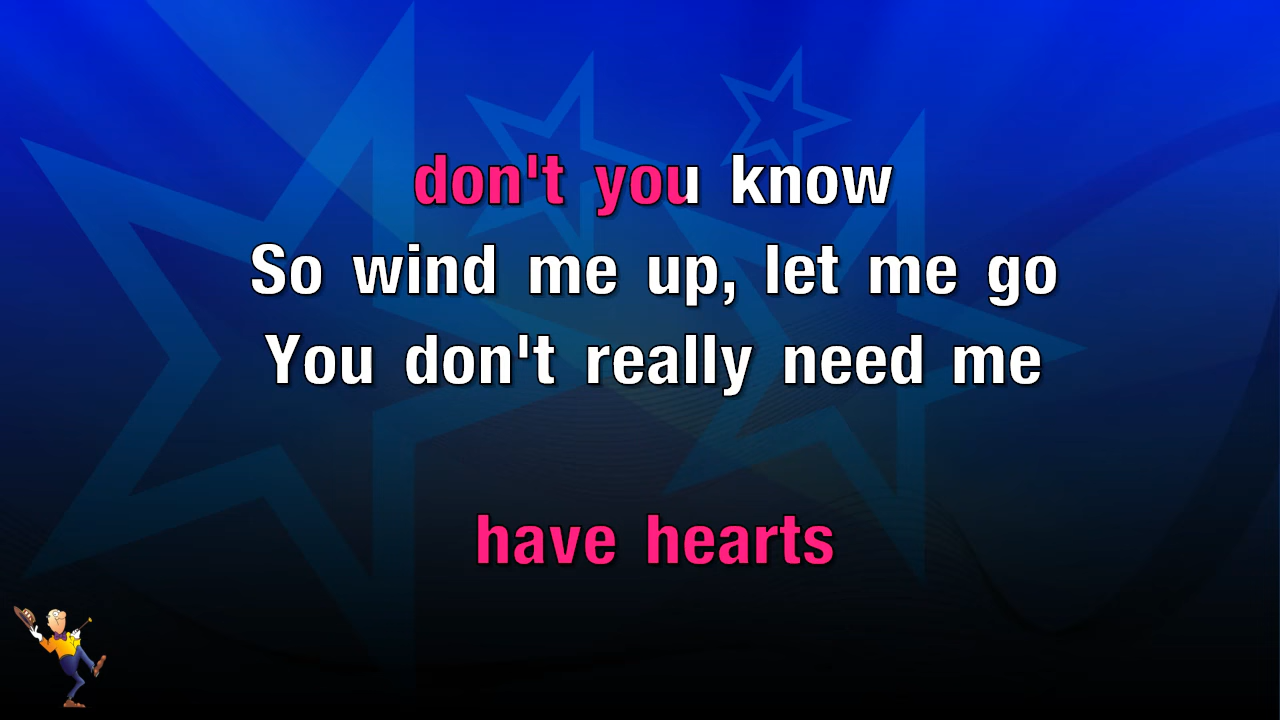 don't you know
So wind me up, let me go
You don't really need me
have hearts